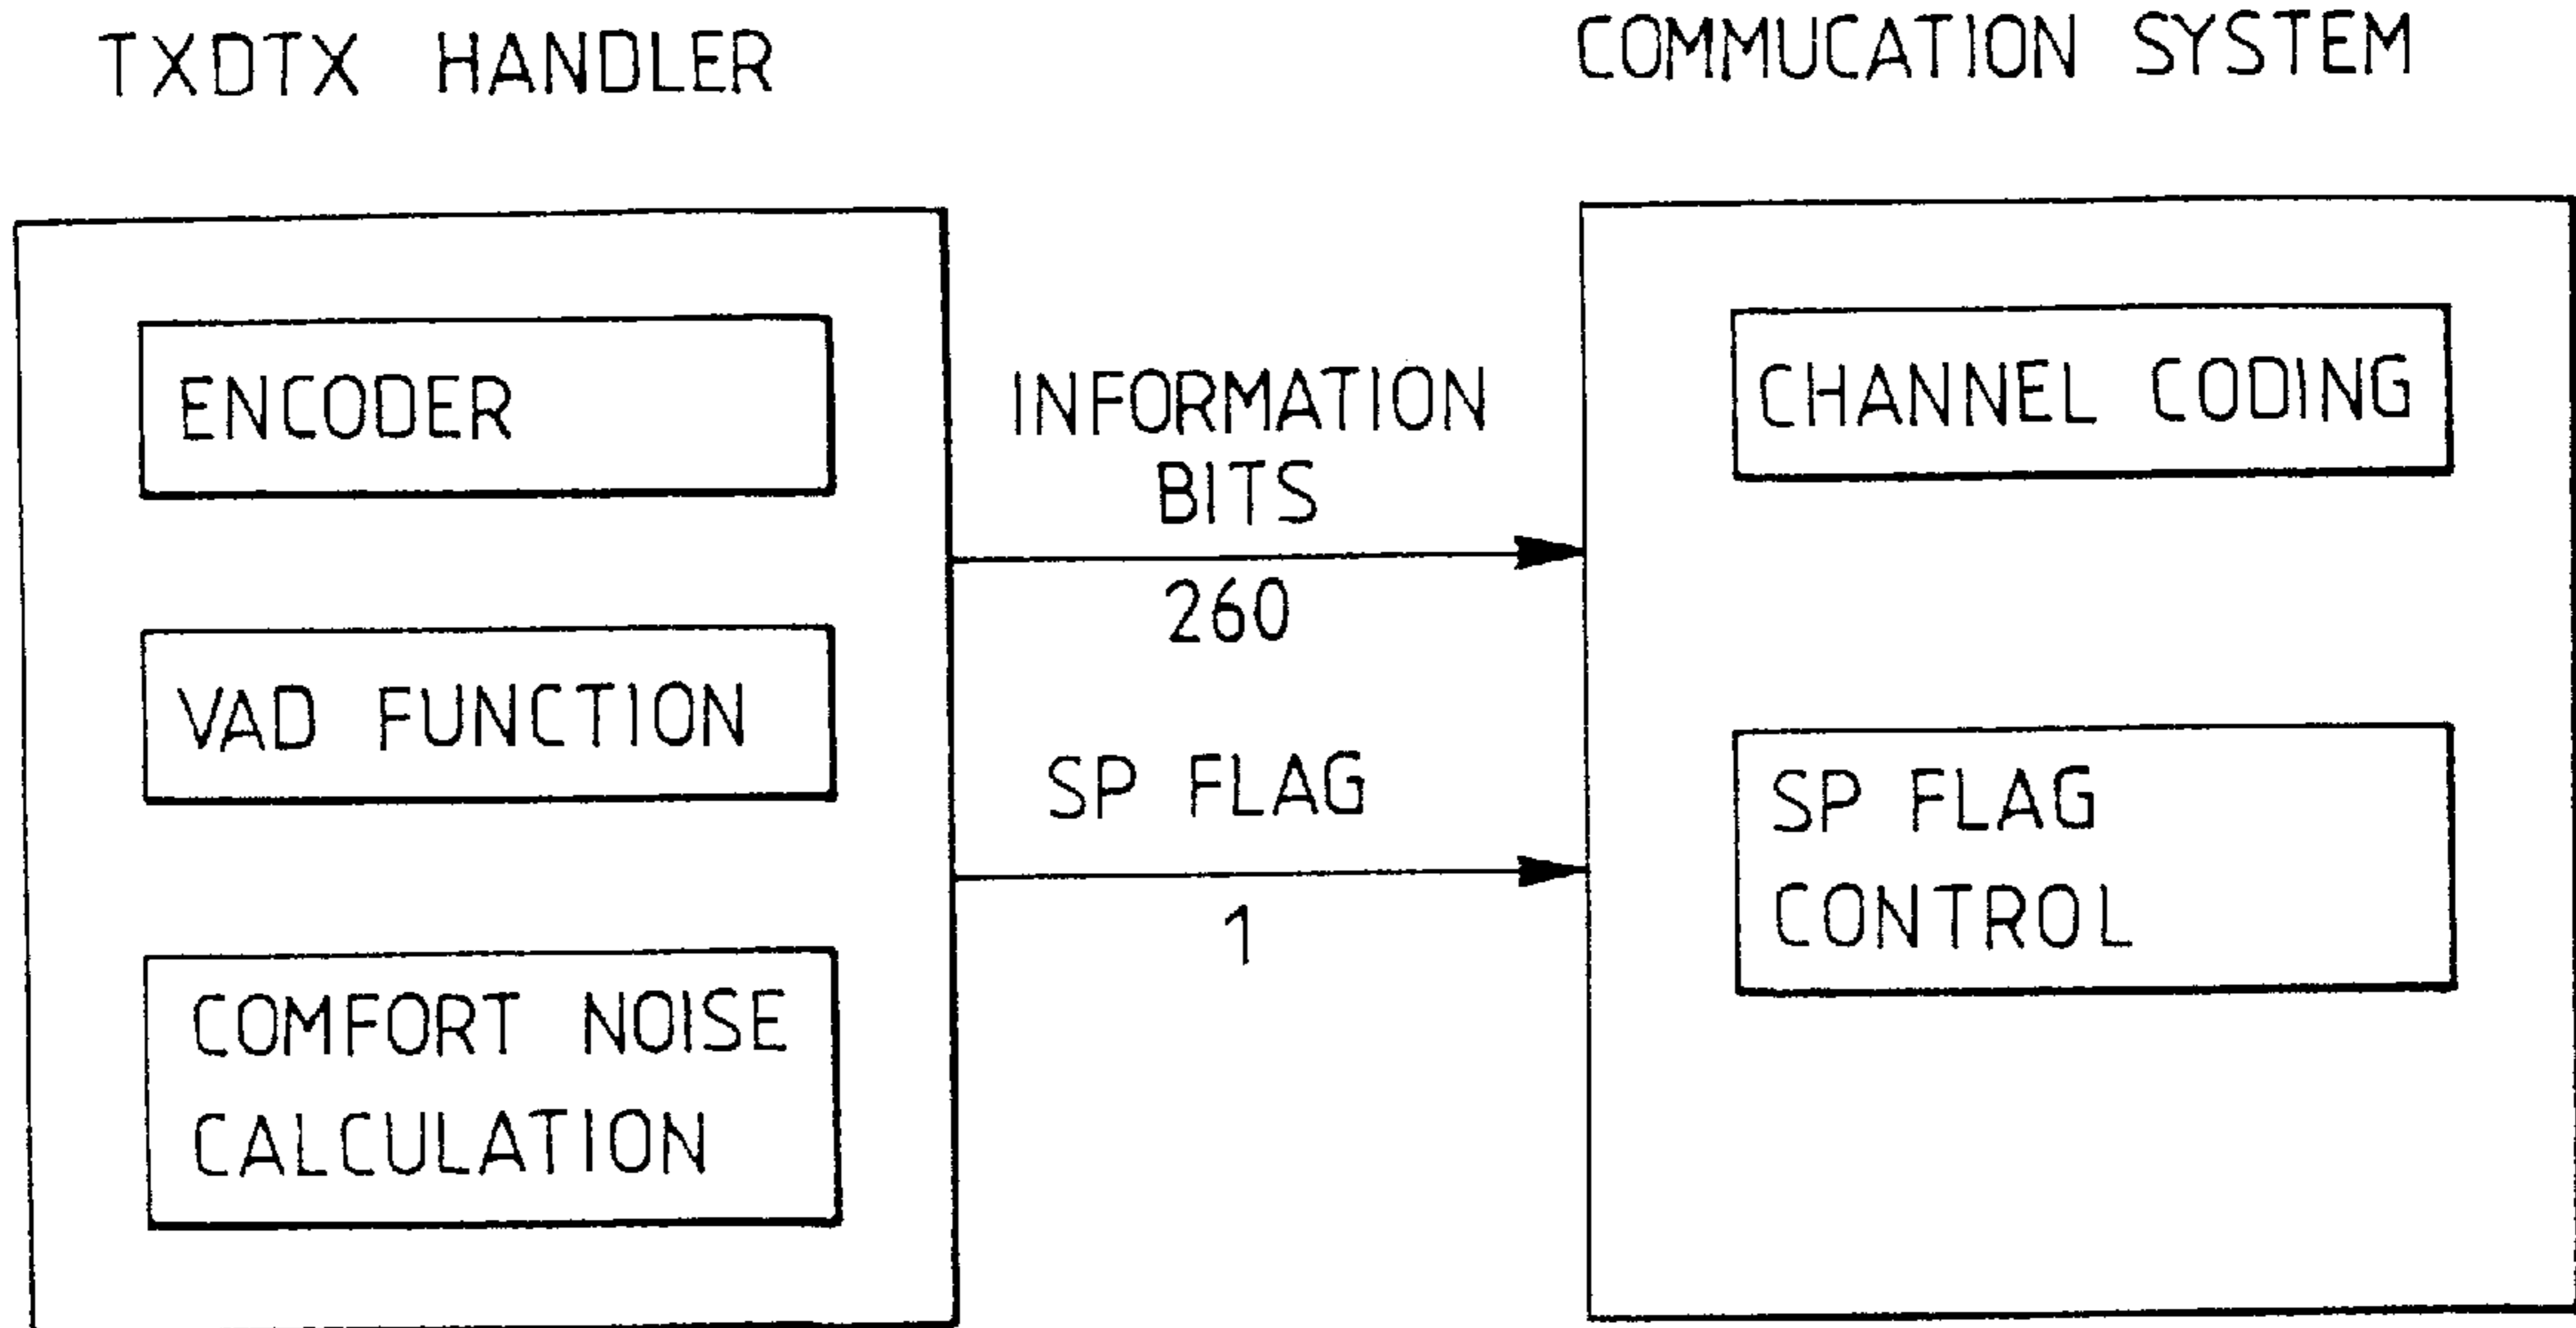 TXDTX HANDLER
COMMUCATION SYSTEM
ENCODER
VAD FUNCTION
COMFORT NOISE
CALCULATION
INFORMATION
BITS
260
SP FLAG
1
CHANNEL CODING
SP FLAG
CONTROL